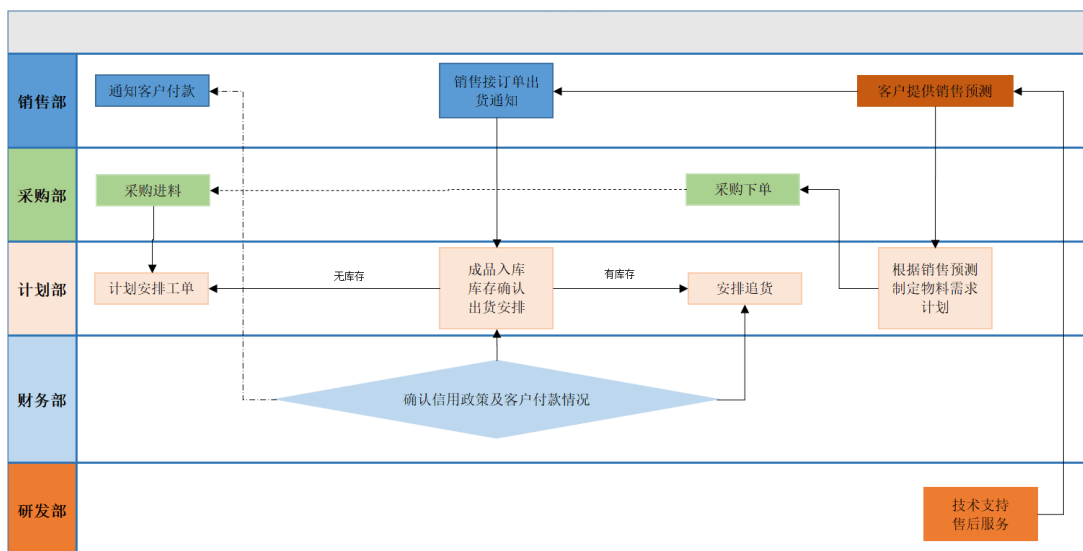 销售部
通知客户付款
销售接订单出
货通知
客户提供销售预测
采购部
采购进料
采购下单
计划部
计划安排工单
无库存
成品入库
库存确认
出货安排
有库存
安排追货
根据销售预测
制定物料需求
计划
财务部
确认信用政策及客户付款情况
研发部
技术支持
售后服务